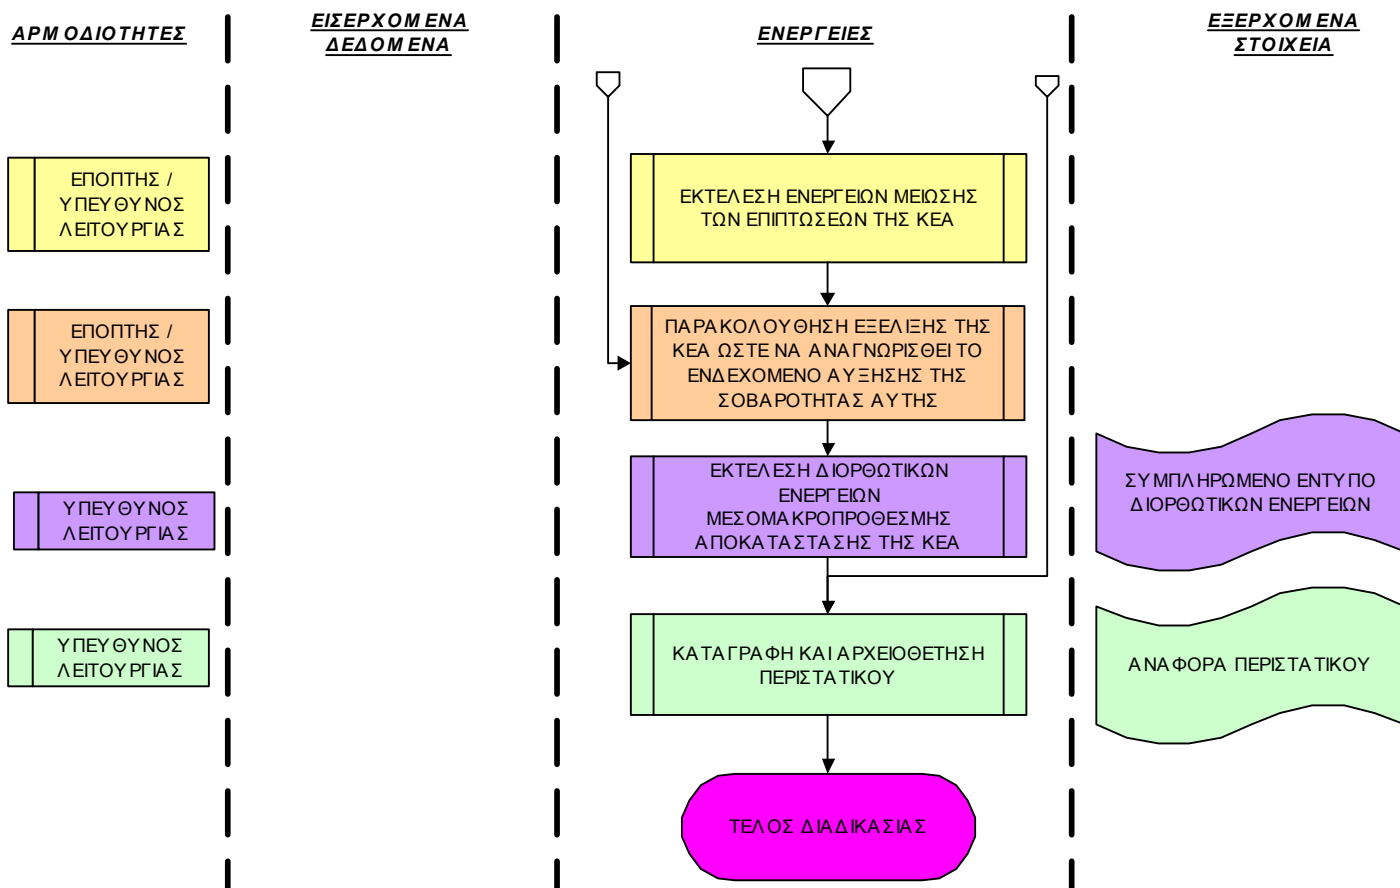 ΑΡΜΟΔΙΟΤΗΤΕΣ
ΕΙΣΕΡΧΟΜΕΝΑ
ΔΕΔΟΜΕΝΑ
ΕΝΕΡΓΕΙΕΣ
ΕΞΕΡΧΟΜΕΝΑ
ΣΤΟΙΧΕΙΑ
ΕΠΟΠΤΗΣ /
ΥΠΕΥΘΥΝΟΣ
ΛΕΙΤΟΥΡΓΙΑΣ
ΕΚΤΕΛΕΣΗ ΕΝΕΡΓΕΙΩΝ ΜΕΙΩΣΗΣ
ΤΩΝ ΕΠΙΠΤΩΣΕΩΝ ΤΗΣ ΚΕΑ
ΕΠΟΠΤΗΣ /
ΥΠΕΥΘΥΝΟΣ
ΛΕΙΤΟΥΡΓΙΑΣ
ΠΑΡΑΚΟΛΟΥΘΗΣΗ ΕΞΕΛΙΞΗΣ ΤΗΣ
ΚΕΑ ΩΣΤΕ ΝΑ ΑΝΑΓΝΩΡΙΣΘΕΙ ΤΟ
ΕΝΔΕΧΟΜΕΝΟ ΑΥΞΗΣΗΣ ΤΗΣ
ΣΟΒΑΡΟΤΗΤΑΣ ΑΥΤΗΣ
ΥΠΕΥΘΥΝΟΣ
ΛΕΙΤΟΥΡΓΙΑΣ
ΕΚΤΕΛΕΣΗ ΔΙΟΡΘΩΤΙΚΩΝ
ΕΝΕΡΓΕΙΩΝ
ΜΕΣΟΜΑΚΡΟΠΡΟΘΕΣΜΗΣ
ΑΠΟΚΑΤΑΣΤΑΣΗΣ ΤΗΣ ΚΕΑ
ΣΥΜΠΛΗΡΩΜΕΝΟ ΕΝΤΥΠΟ
ΔΙΟΡΘΩΤΙΚΩΝ ΕΝΕΡΓΕΙΩΝ
ΥΠΕΥΘΥΝΟΣ
ΛΕΙΤΟΥΡΓΙΑΣ
ΚΑΤΑΓΡΑΦΗ ΚΑΙ ΑΡΧΕΙΟΘΕΤΗΣΗ
ΠΕΡΙΣΤΑΤΙΚΟΥ
ΑΝΑΦΟΡΑ ΠΕΡΙΣΤΑΤΙΚΟΥ
ΤΕΛΟΣ ΔΙΑΔΙΚΑΣΙΑΣ